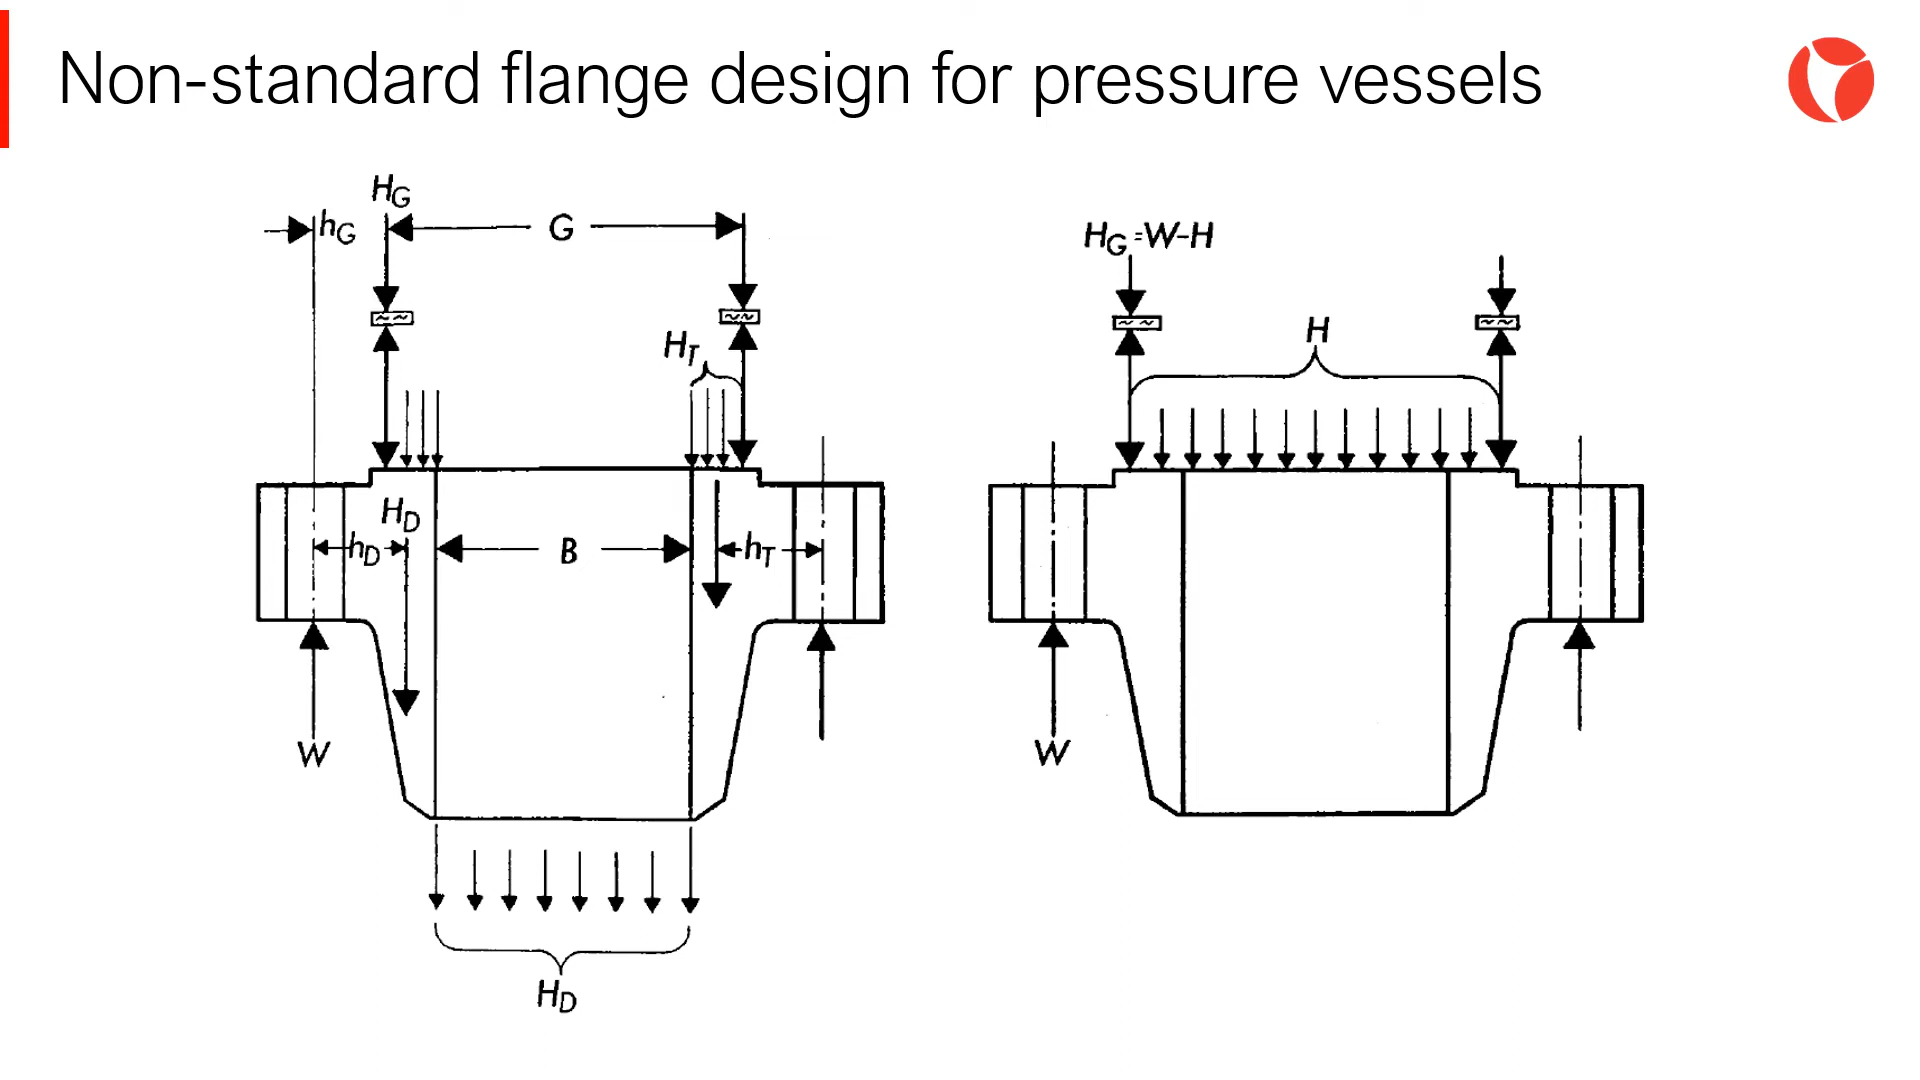 Non-standard flange design for pressure vessels
HG
hG
G
HG=W-H
HT
H
HD
hD
B
hT
W
W
HD